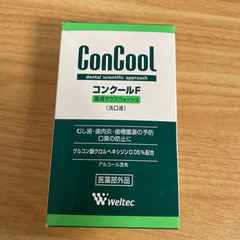 ConCool
dental scientific approach
コンクールF
薬用マウスウォッシュ
(洗口液)
むし歯・歯肉炎・歯槽膿漏の予防
口臭の防止に
グルコン酸クロルヘキシジン0.05%配合
アルコール含有
医薬部外品
Weltec